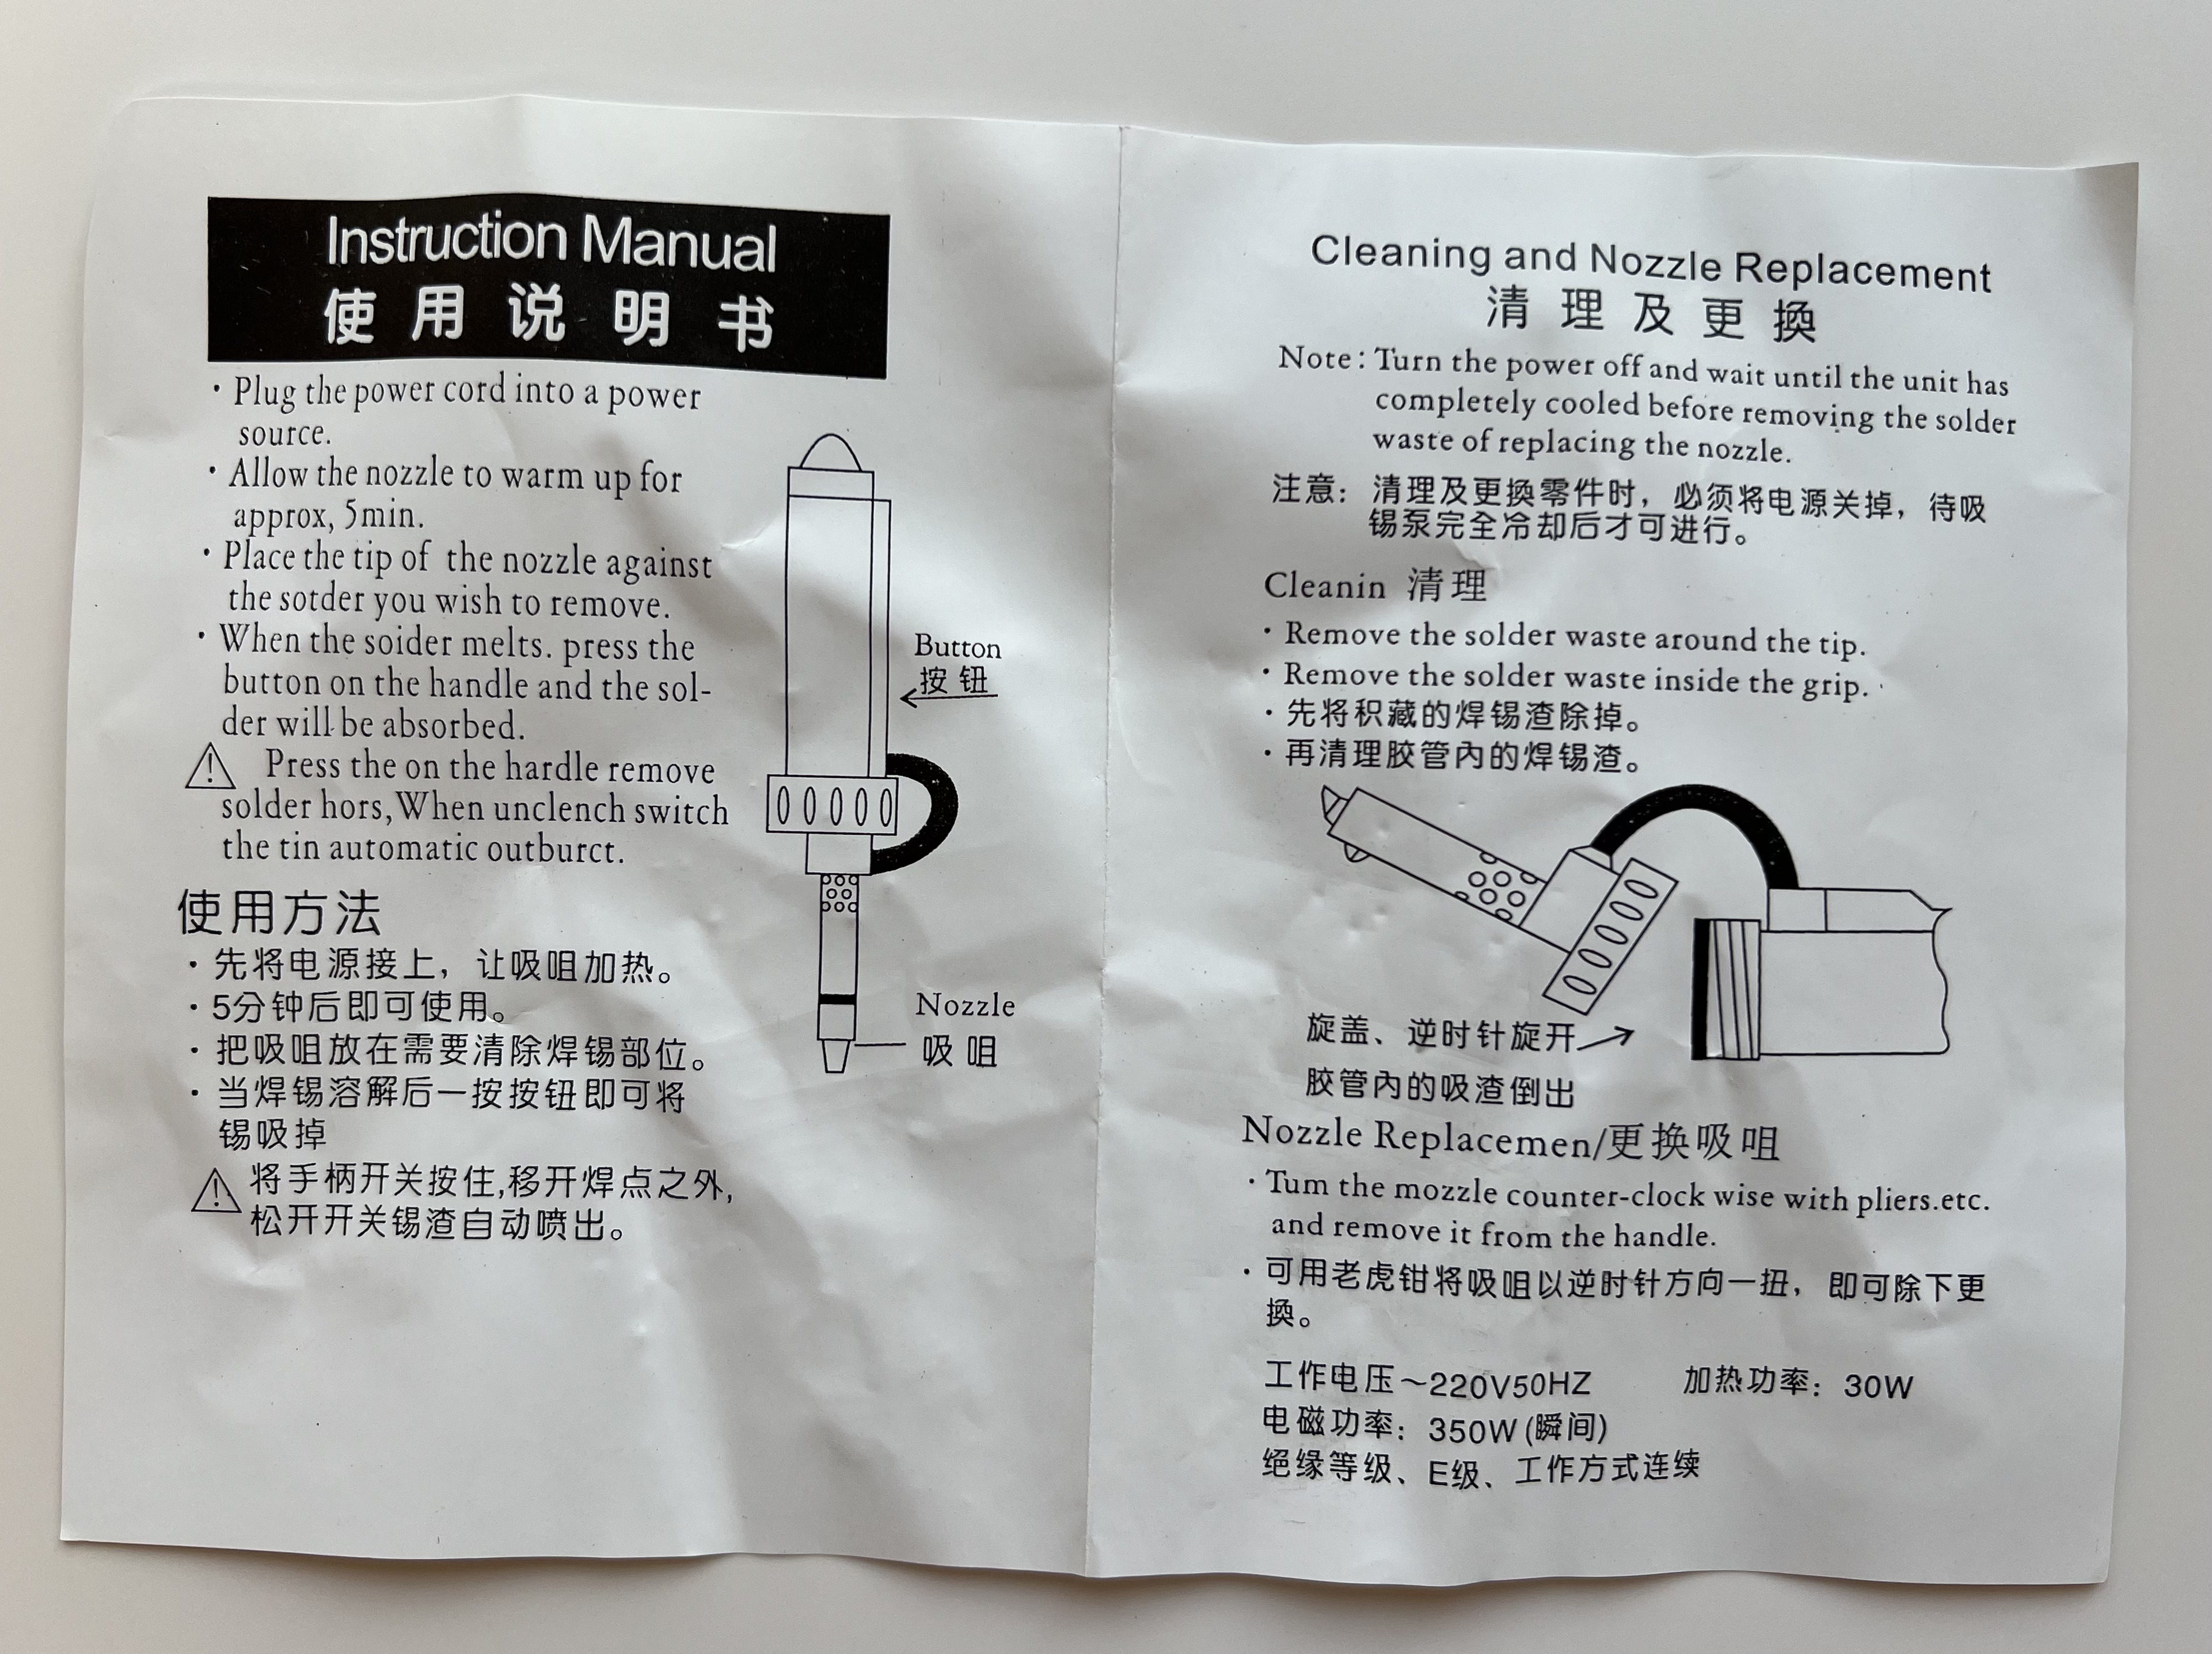 Instruction Manual
使用说明书
· Plug the power cord into a power
source.
· Allow the nozzle to warm up for
approx, 5min.
· Place the tip of the nozzle against
the sotder you wish to remove.
· When the soider melts. press the
button on the handle and the sol-
der will be absorbed.
Press the on the hardle remove
solder hors,When unclench switch
the tin automatic outburct.
使用方法
· 先将电源接上，让吸咀加热。
· 5分钟后即可使用。
· 把吸咀放在需要清除焊锡部位。
· 当焊锡溶解后一按按钮即可将
锡吸掉
将手柄开关按住,移开焊点之外,
松开开关锡渣自动喷出。
Button
按钮
Nozzle
吸咀
Cleaning and Nozzle Replacement
清理及更換
Note: Turn the power off and wait until the unit has
completely cooled before removing the solder
waste of replacing the nozzle.
注意：清理及更換零件时，必须将电源关掉，待吸
锡泵完全冷却后才可进行。
Cleanin 清理
· Remove the solder waste around the tip.
· Remove the solder waste inside the grip.
· 先将积藏的焊锡渣除掉。
· 再清理胶管內的焊锡渣。
旋盖、逆时针旋开
胶管內的吸渣倒出
Nozzle Replacemen/更换吸咀
· Tum the mozzle counter-clock wise with pliers.etc.
and remove it from the handle.
· 可用老虎钳将吸咀以逆时针方向一扭，即可除下更
換。
工作电压～220V50HZ 加热功率：30W
电磁功率：350W(瞬间)
绝缘等级、E级、工作方式连续